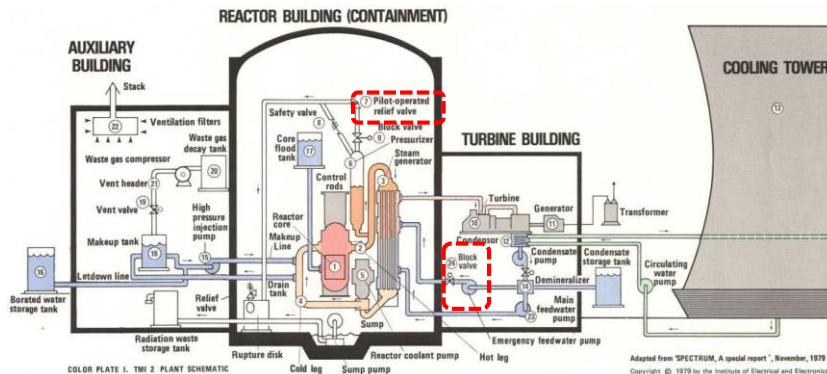 REACTOR BUILDING (CONTAINMENT)
AUXILIARY
BUILDING
COOLING TOWER
TURBINE BUILDING
Stack
22
Ventilation filters
Waste gas
decay tank
20
Waste gas compressor
Vent header
21
Vent valve
19
Makeup tank
18
High
pressure
injection
pump
15
Letdown line
16
Borated water
storage tank
Radiation waste
storage tank
Relief
valve
Rupture disk
Drain
tank
Makeup
Line
Reactor
core
1
Control
rods
Core
flood
tank
17
Safety valve
8
7
Pilot-operated
relief valve
Block valve
9
Pressurizer
6
Steam
generator
3
2
5
4
Cold leg
Sump
Sump pump
Reactor coolant pump
Hot leg
Emergency feedwater pump
24
Block
valve
Turbine
10
Generator
11
Transformer
Condensor
12
Condensate
pump
Condensate
storage tank
14
Demineralizer
Main
feedwater
pump
23
Circulating
water
pump
13
COLOR PLATE I. TMI 2 PLANT SCHEMATIC
Adapted from 'SPECTRUM, A special report', November, 1979
Copyright © 1979 by the Institute of Electrical and Electronics